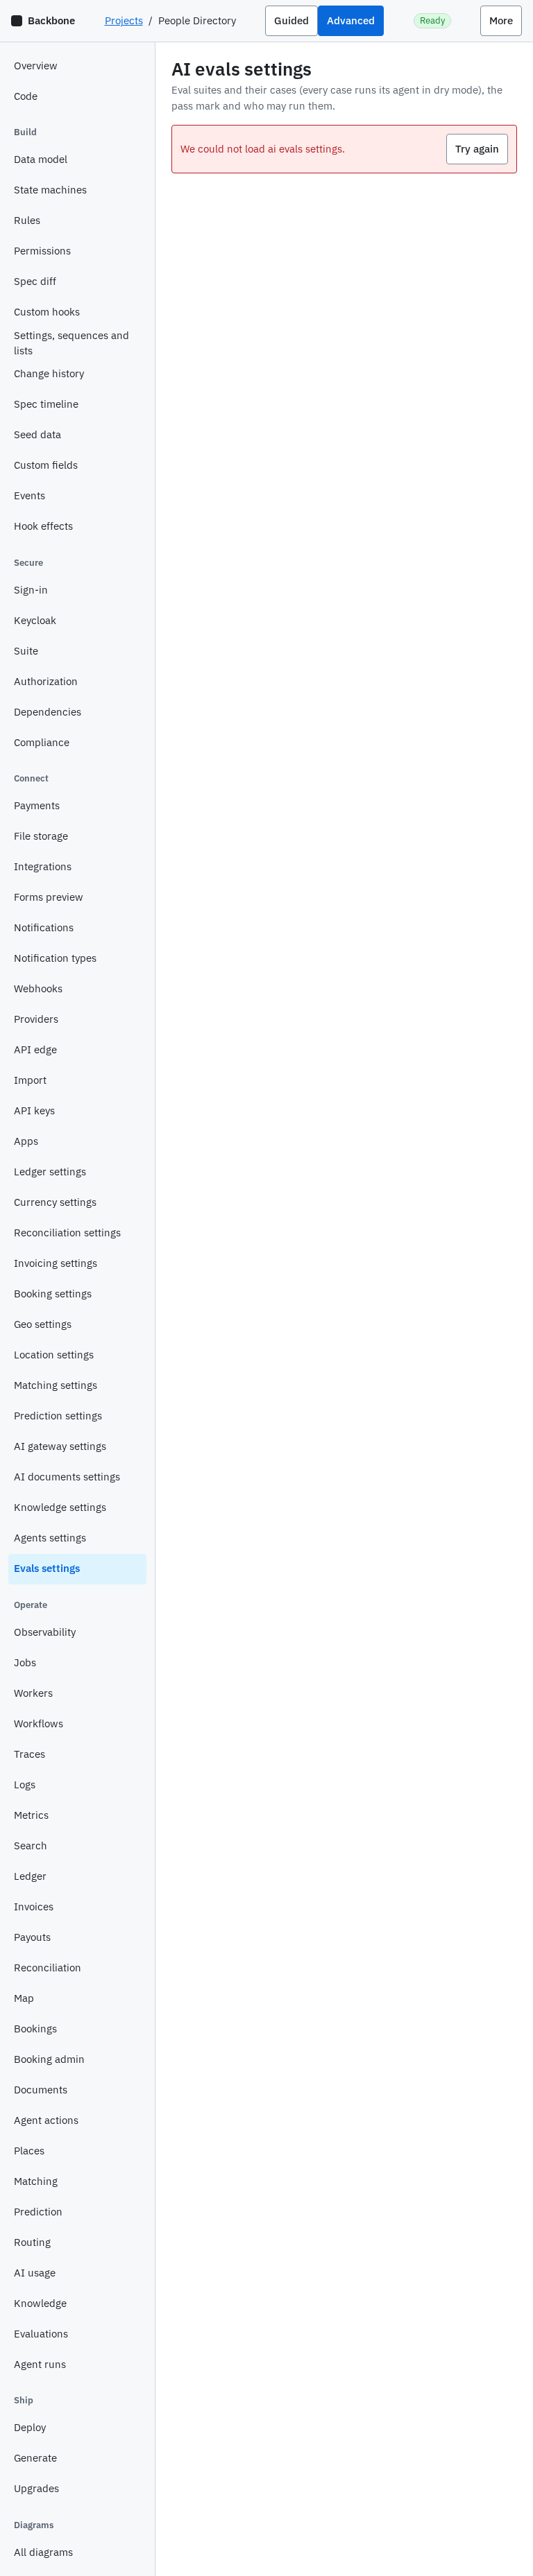 Backbone
Projects / People Directory
Guided
Advanced
Ready
More
Overview
Code
Build
Data model
State machines
Rules
Permissions
Spec diff
Custom hooks
Settings, sequences and
lists
Change history
Spec timeline
Seed data
Custom fields
Events
Hook effects
Secure
Sign-in
Keycloak
Suite
Authorization
Dependencies
Compliance
Connect
Payments
File storage
Integrations
Forms preview
Notifications
Notification types
Webhooks
Providers
API edge
Import
API keys
Apps
Ledger settings
Currency settings
Reconciliation settings
Invoicing settings
Booking settings
Geo settings
Location settings
Matching settings
Prediction settings
AI gateway settings
AI documents settings
Knowledge settings
Agents settings
Evals settings
Operate
Observability
Jobs
Workers
Workflows
Traces
Logs
Metrics
Search
Ledger
Invoices
Payouts
Reconciliation
Map
Bookings
Booking admin
Documents
Agent actions
Places
Matching
Prediction
Routing
AI usage
Knowledge
Evaluations
Agent runs
Ship
Deploy
Generate
Upgrades
Diagrams
All diagrams
AI evals settings
Eval suites and their cases (every case runs its agent in dry mode), the
pass mark and who may run them.
We could not load ai evals settings.
Try again